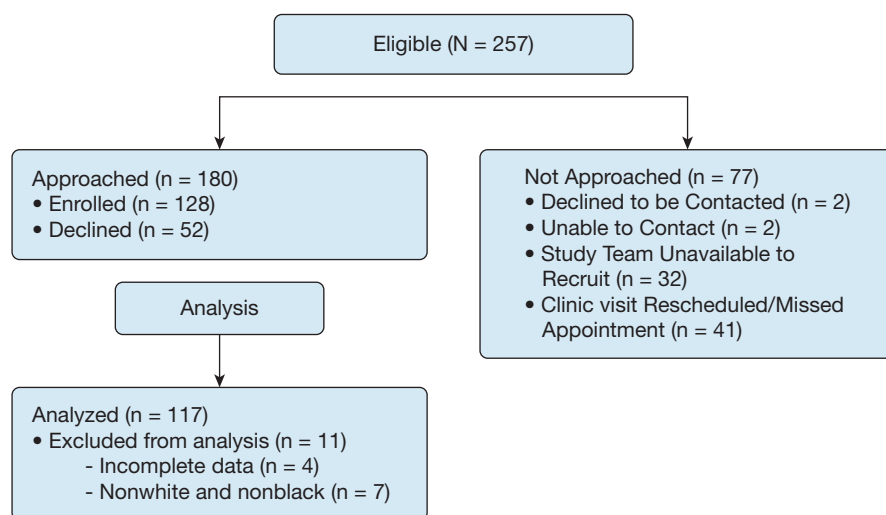 Eligible (N = 257)
Approached (n = 180)
• Enrolled (n = 128)
• Declined (n = 52)
Not Approached (n = 77)
• Declined to be Contacted (n = 2)
• Unable to Contact (n = 2)
• Study Team Unavailable to
Recruit (n = 32)
• Clinic visit Rescheduled/Missed
Appointment (n = 41)
Analysis
Analyzed (n = 117)
• Excluded from analysis (n = 11)
- Incomplete data (n = 4)
- Nonwhite and nonblack (n = 7)